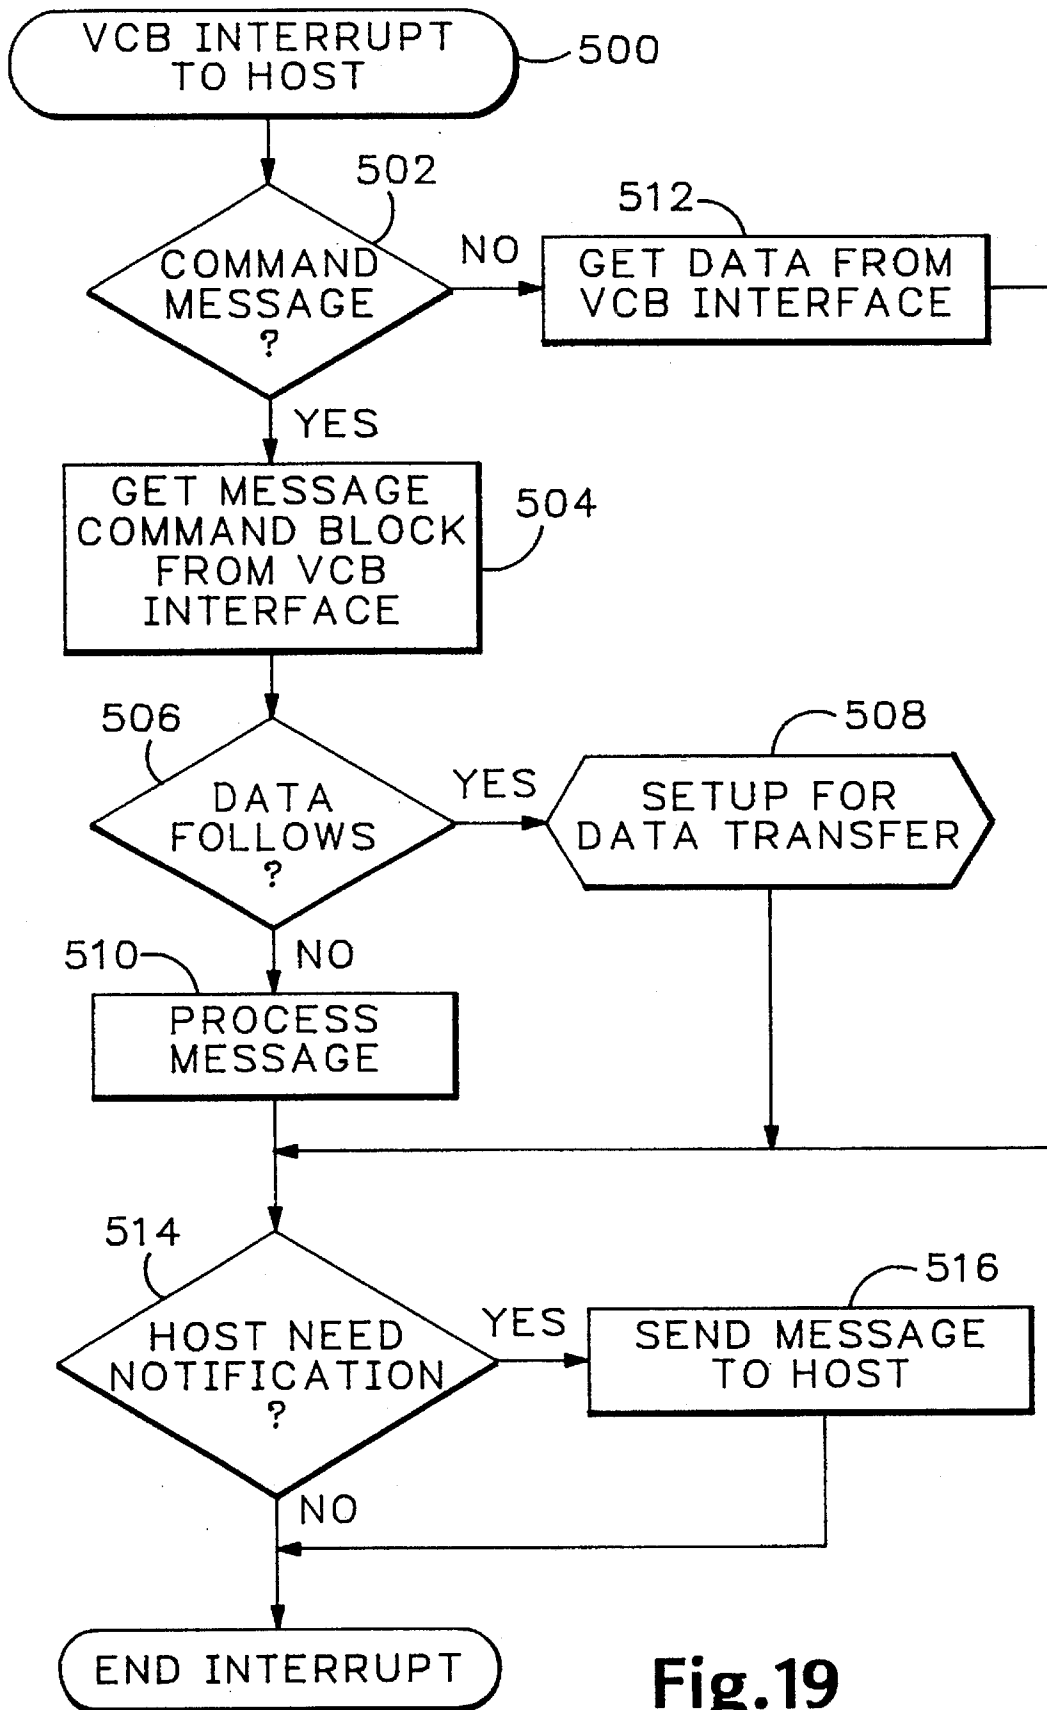 VCB INTERRUPT
TO HOST
500
502
COMMAND
MESSAGE
?
NO
512
GET DATA FROM
VCB INTERFACE
YES
GET MESSAGE
COMMAND BLOCK
FROM VCB
INTERFACE
504
506
DATA
FOLLOWS
?
YES
508
SETUP FOR
DATA TRANSFER
NO
510
PROCESS
MESSAGE
514
HOST NEED
NOTIFICATION
?
YES
516
SEND MESSAGE
TO HOST
NO
END INTERRUPT
Fig.19